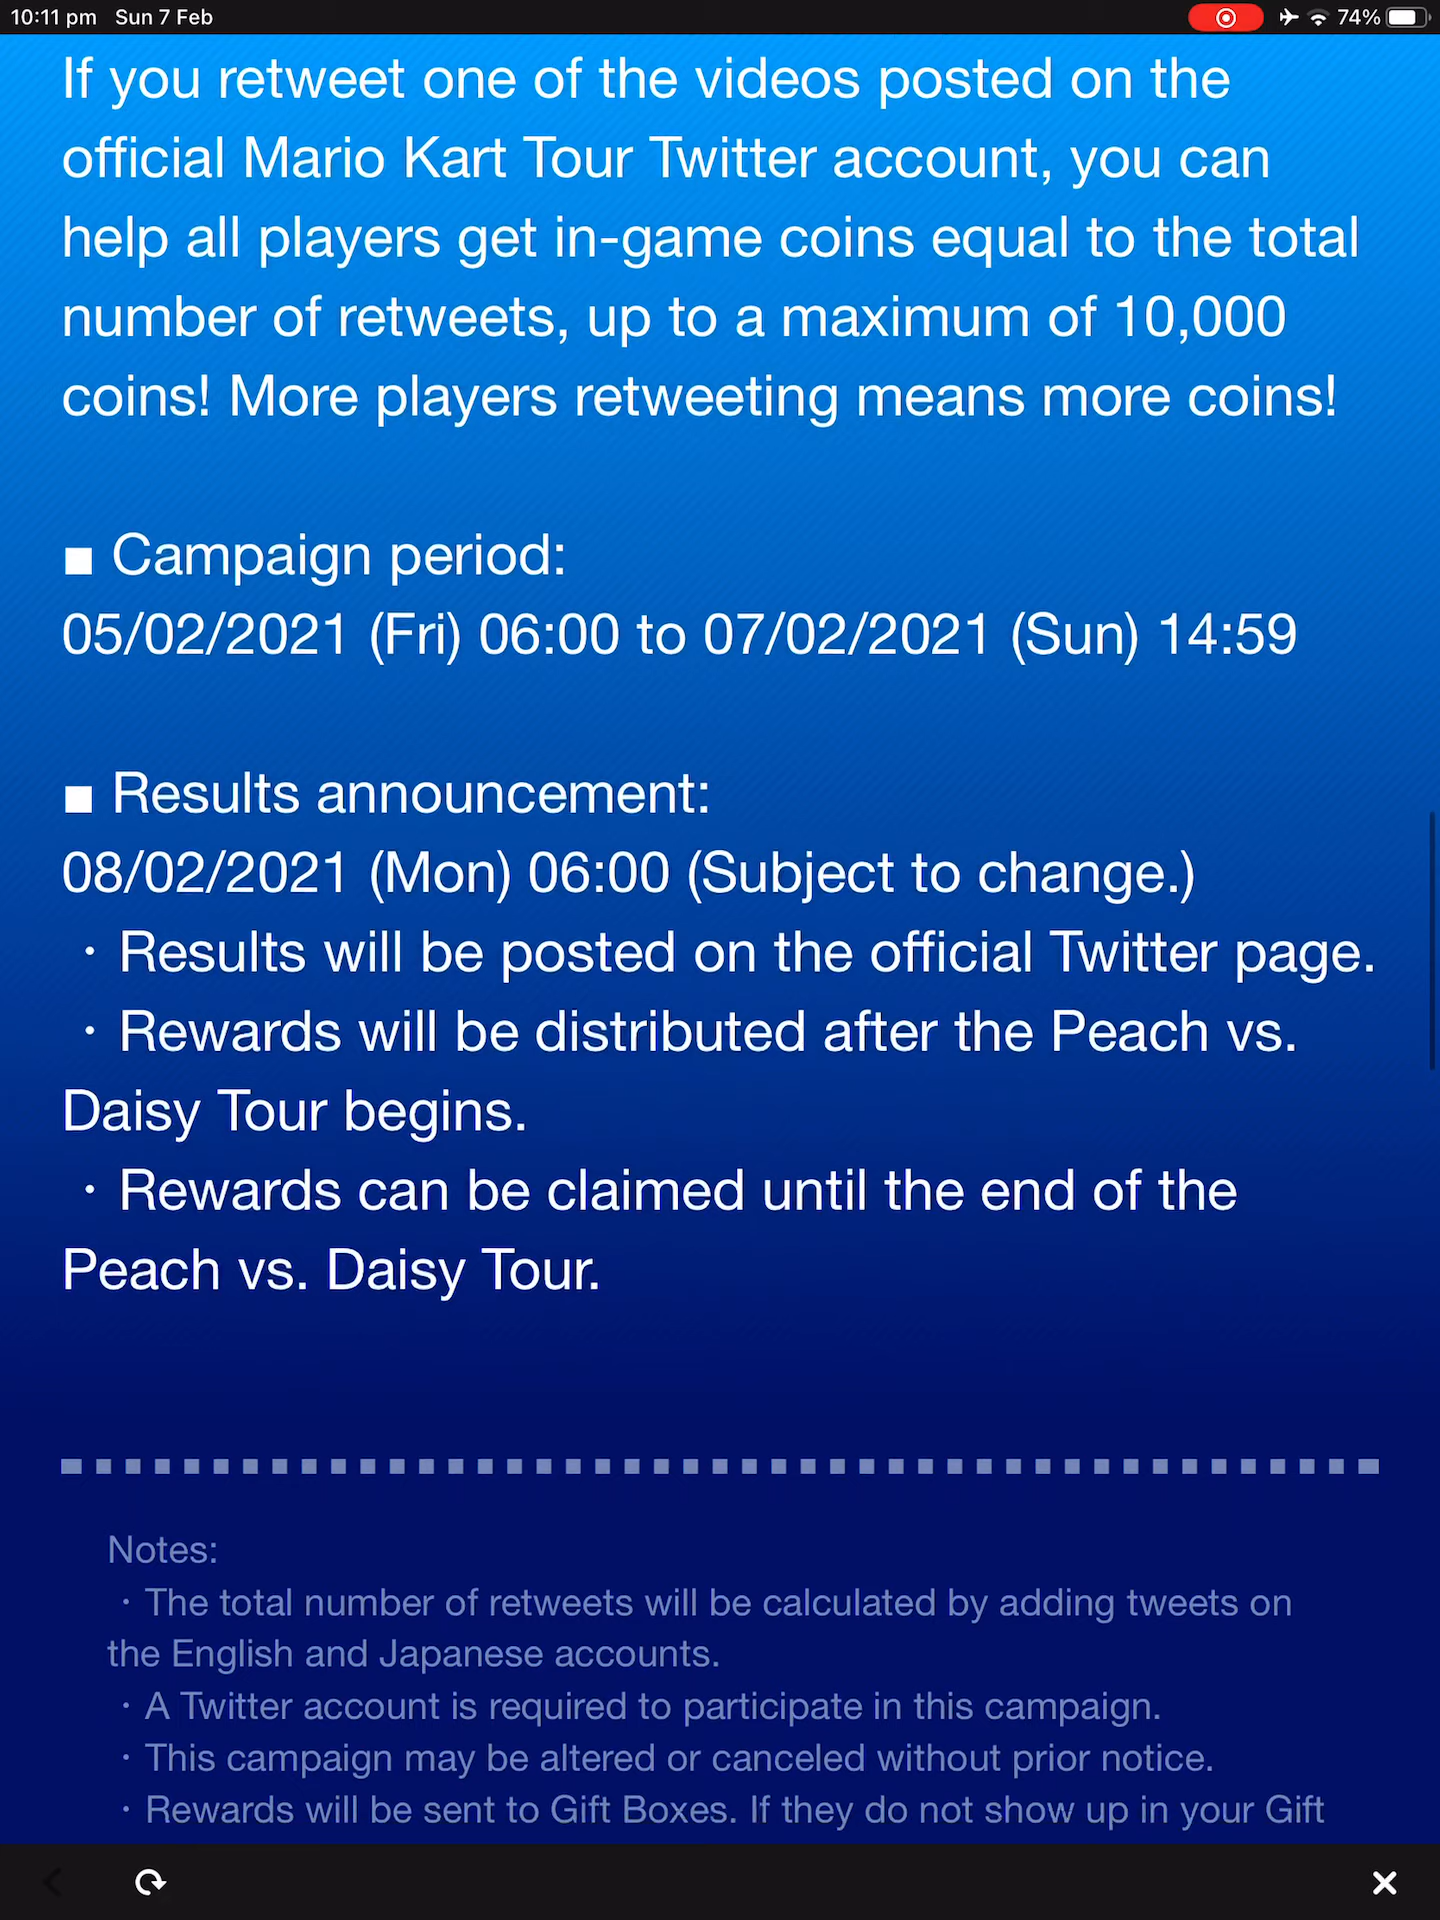 10:11 pm Sun 7 Feb 74%
If you retweet one of the videos posted on the
official Mario Kart Tour Twitter account, you can
help all players get in-game coins equal to the total
number of retweets, up to a maximum of 10,000
coins! More players retweeting means more coins!
■ Campaign period:
05/02/2021 (Fri) 06:00 to 07/02/2021 (Sun) 14:59
■ Results announcement:
08/02/2021 (Mon) 06:00 (Subject to change.)
・Results will be posted on the official Twitter page.
・Rewards will be distributed after the Peach vs.
Daisy Tour begins.
・Rewards can be claimed until the end of the
Peach vs. Daisy Tour.
Notes:
・The total number of retweets will be calculated by adding tweets on
the English and Japanese accounts.
・A Twitter account is required to participate in this campaign.
・This campaign may be altered or canceled without prior notice.
・Rewards will be sent to Gift Boxes. If they do not show up in your Gift